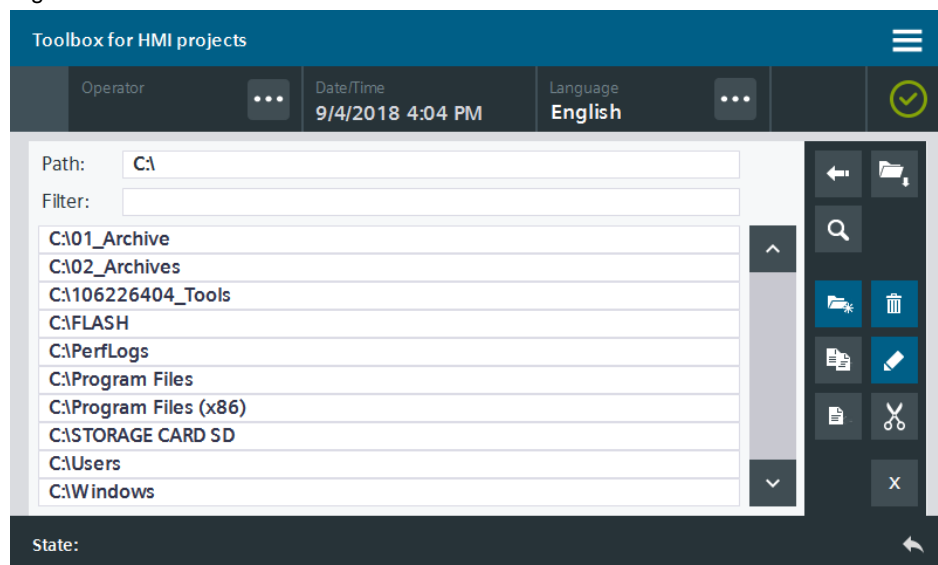 Toolbox for HMI projects
Operator
Date/Time
9/4/2018 4:04 PM
Language
English
Path: C:\
Filter:
C:\01_Archive
C:\02_Archives
C:\106226404_Tools
C:\FLASH
C:\PerfLogs
C:\Program Files
C:\Program Files (x86)
C:\STORAGE CARD SD
C:\Users
C:\Windows
X
State: